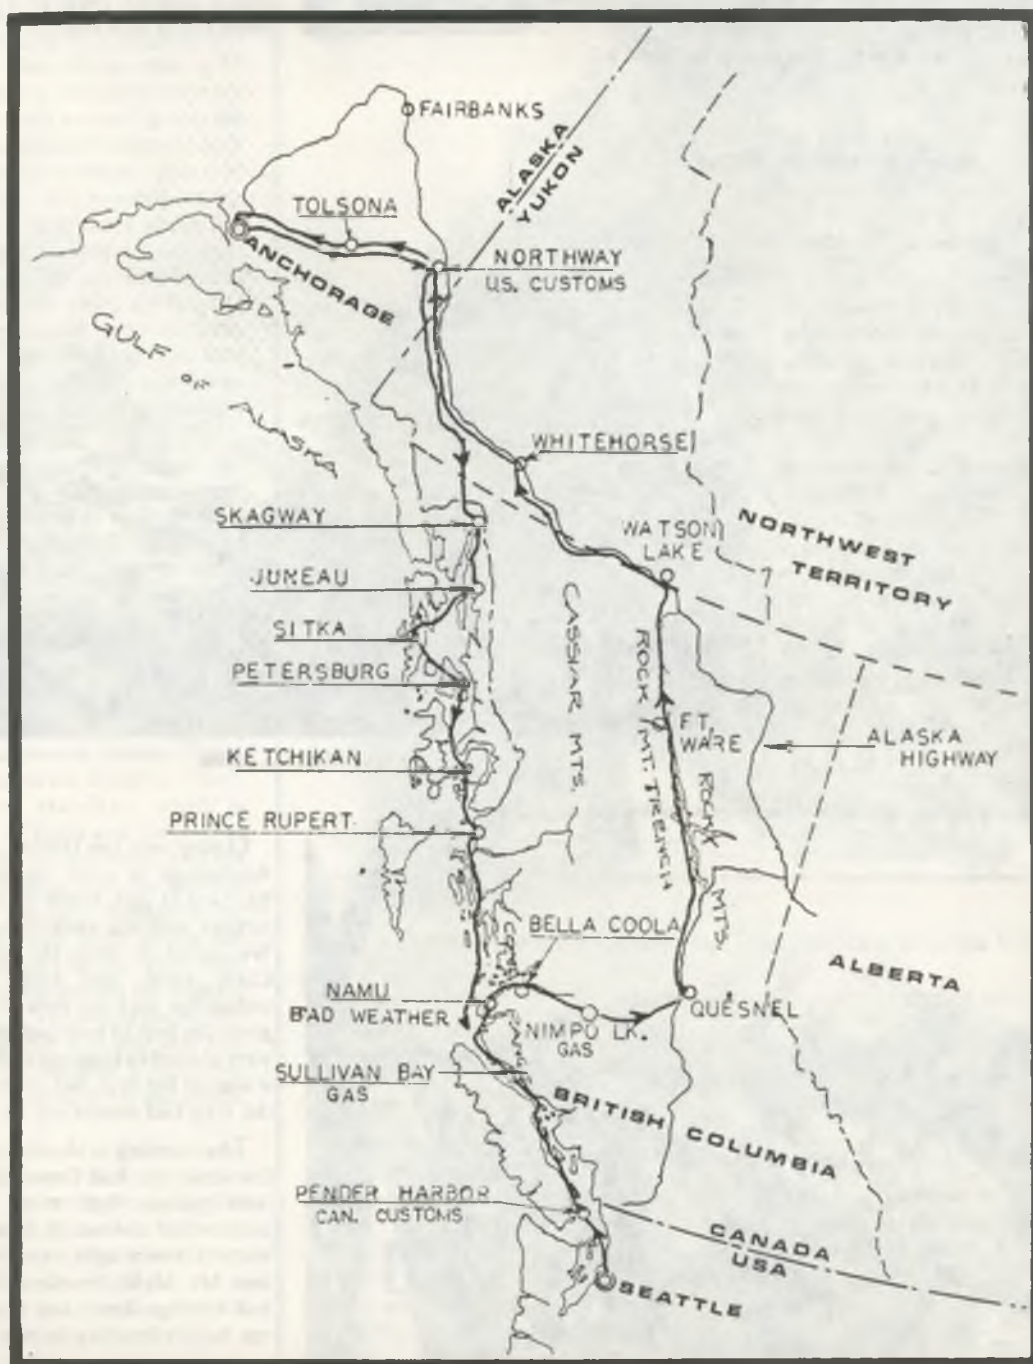 FAIRBANKS
ALASKA
YUKON
TOLSONA
ANCHORAGE
NORTHWAY
U.S. CUSTOMS
GULF OF ALASKA
WHITEHORSE
SKAGWAY
WATSON
LAKE
NORTHWEST
TERRITORY
JUNEAU
SITKA
PETERSBURG
CASSIAR MTS.
ROCK MT. TRENCH
FT.
WARE
ROCKY
MTS.
ALASKA
HIGHWAY
KETCHIKAN
PRINCE RUPERT
BELLA COOLA
COAST
RANGE
ALBERTA
NAMU
BAD WEATHER
QUESNEL
NIMPO LK.
GAS
SULLIVAN BAY
GAS
BRITISH COLUMBIA
PENDER HARBOR
CAN. CUSTOMS
CANADA
USA
SEATTLE